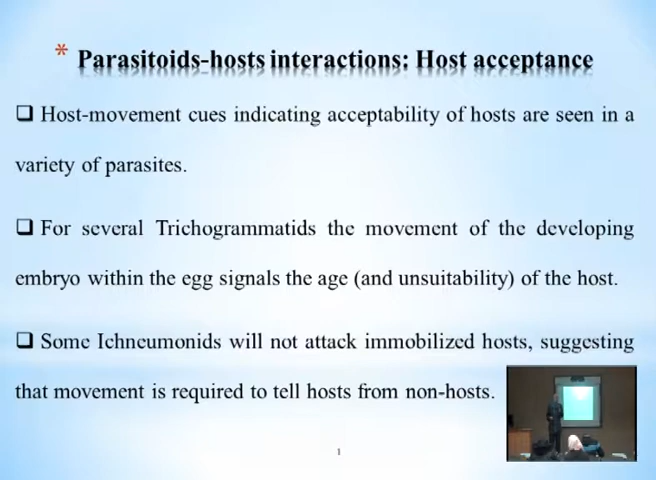 * Parasitoids-hosts interactions: Host acceptance
❑ Host-movement cues indicating acceptability of hosts are seen in a
variety of parasites.
❑ For several Trichogrammatids the movement of the developing
embryo within the egg signals the age (and unsuitability) of the host.
❑ Some Ichneumonids will not attack immobilized hosts, suggesting
that movement is required to tell hosts from non-hosts.
1